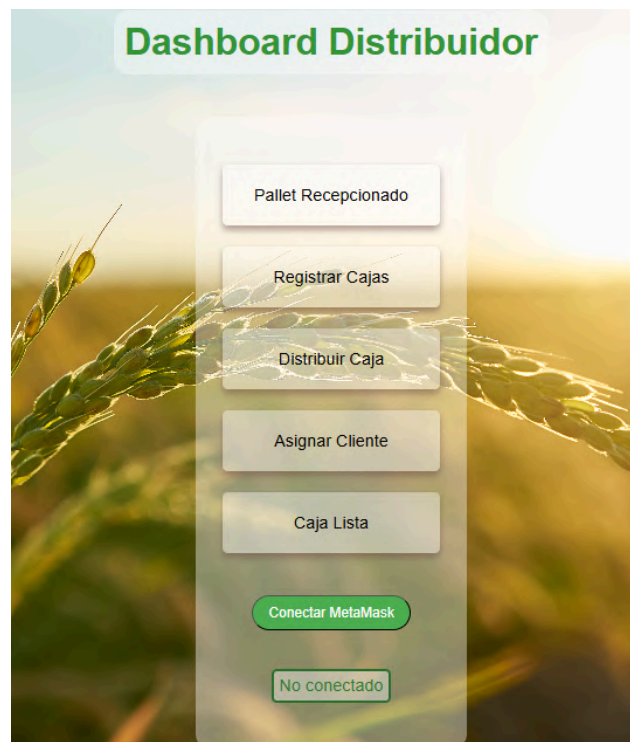 Dashboard Distribuidor
Pallet Recepcionado
Registrar Cajas
Distribuir Caja
Asignar Cliente
Caja Lista
Conectar MetaMask
No conectado